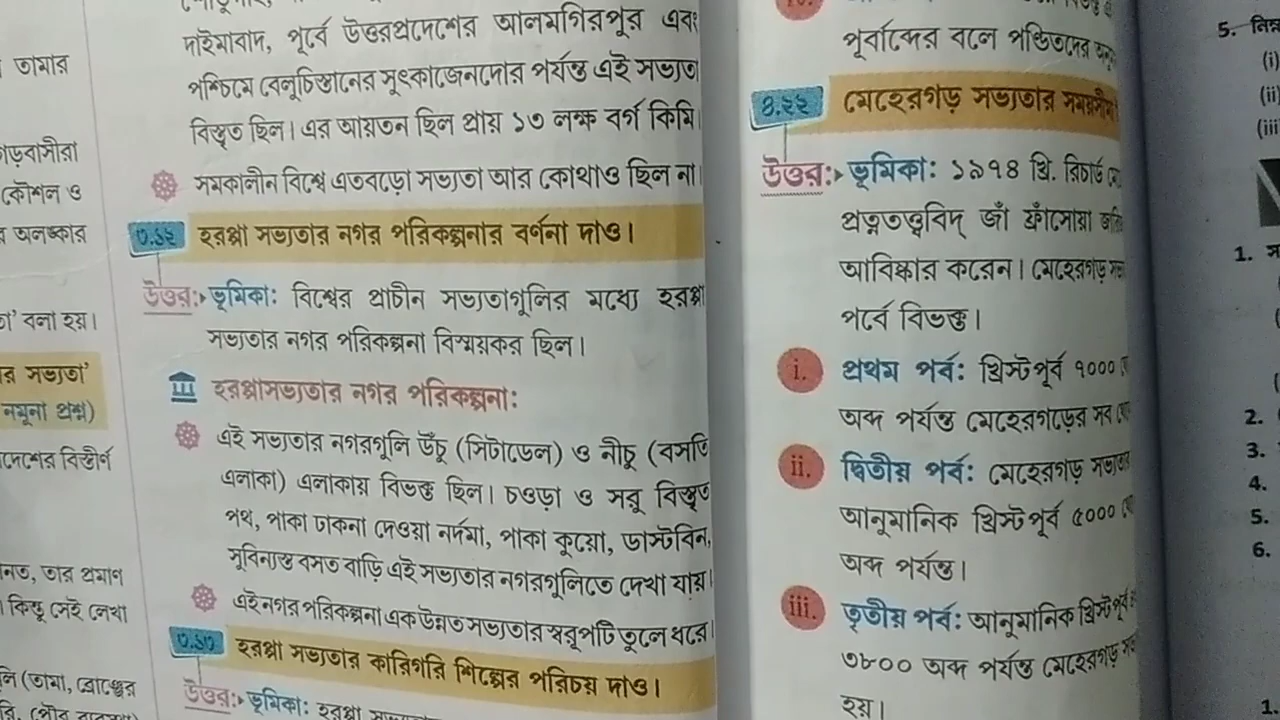 তামার
কৌশল ও
অলঙ্কার
বলা হয়।
সভ্যতা'
নমুনা প্রশ্ন)
বিস্তীর্ণ
তার প্রমাণ
কিন্তু সেই লেখা
(তামা, ব্রোঞ্জের
দাইমাবাদ, পূর্বে উত্তরপ্রদেশের আলমগিরপুর এবং
পশ্চিমে বেলুচিস্তানের সুৎকাজেনদোর পর্যন্ত এই সভ্যতা
বিস্তৃত ছিল। এর আয়তন ছিল প্রায় ১৩ লক্ষ বর্গ কিমি।
সমকালীন বিশ্বে এতবড়ো সভ্যতা আর কোথাও ছিল না।
৩.১২ হরপ্পা সভ্যতার নগর পরিকল্পনার বর্ণনা দাও।
উত্তর: ভূমিকা: বিশ্বের প্রাচীন সভ্যতাগুলির মধ্যে হরপ্পা
সভ্যতার নগর পরিকল্পনা বিস্ময়কর ছিল।
হরপ্পাসভ্যতার নগর পরিকল্পনা:
এই সভ্যতার নগরগুলি উঁচু (সিটাডেল) ও নীচু (বসতি
এলাকা) এলাকায় বিভক্ত ছিল। চওড়া ও সরু বিস্তৃত
পথ, পাকা ঢাকনা দেওয়া নর্দমা, পাকা কুয়ো, ডাস্টবিন,
সুবিন্যস্ত বসত বাড়ি এই সভ্যতার নগরগুলিতে দেখা যায়।
এই নগর পরিকল্পনা এক উন্নত সভ্যতার স্বরূপটি তুলে ধরে।
৩.১৩ হরপ্পা সভ্যতার কারিগরি শিল্পের পরিচয় দাও।
উত্তর: ভূমিকা: হরপ্পা
পূর্বাব্দের বলে পণ্ডিতদের
৪.২২ মেহেরগড় সভ্যতার
উত্তর: ভূমিকা: ১৯৭৪ খ্রি. রিচার্ড
প্রত্নতত্ত্ববিদ্ জাঁ ফ্রাঁসোয়া
আবিষ্কার করেন। মেহেরগড়
পর্বে বিভক্ত।
i. প্রথম পর্ব: খ্রিস্টপূর্ব ৭০০০
অব্দ পর্যন্ত মেহেরগড়ের সব
ii. দ্বিতীয় পর্ব: মেহেরগড় সভ্যতার
আনুমানিক খ্রিস্টপূর্ব ৫০০০
অব্দ পর্যন্ত।
iii. তৃতীয় পর্ব: আনুমানিক খ্রিস্টপূর্ব
৩৮০০ অব্দ পর্যন্ত মেহেরগড়
হয়।
5. নিম্ন
(i)
(ii)
(iii)
1.
2.
3.
4.
5.
6.
1.